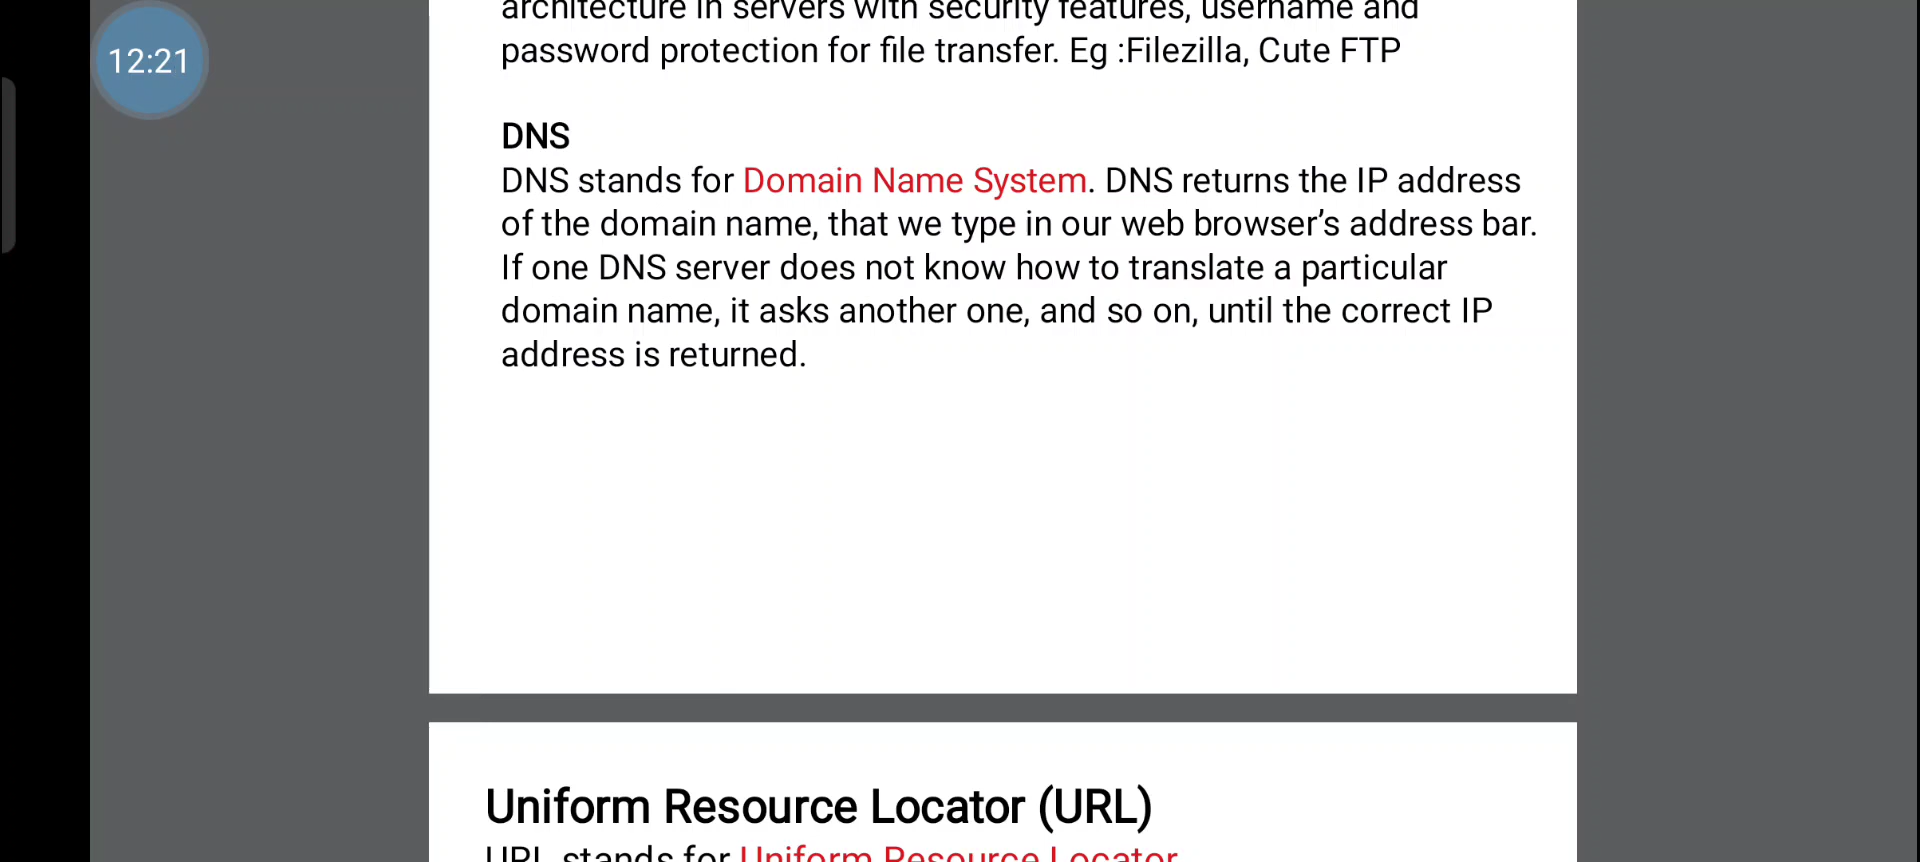 12:21
architecture in servers with security features, username and
password protection for file transfer. Eg :Filezilla, Cute FTP
DNS
DNS stands for Domain Name System. DNS returns the IP address
of the domain name, that we type in our web browser’s address bar.
If one DNS server does not know how to translate a particular
domain name, it asks another one, and so on, until the correct IP
address is returned.
Uniform Resource Locator (URL)
URL stands for Uniform Resource Locator